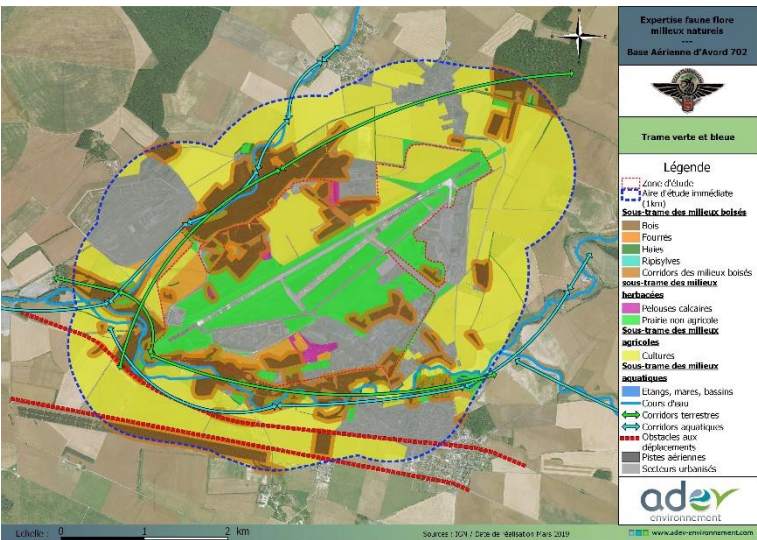 Expertise faune flore
milieux naturels
---
Base Aérienne d'Avord 702
Trame verte et bleue
Légende
Zone d'étude
Aire d'étude immédiate
(1km)
Sous-trame des milieux boisés
Bois
Fourrés
Haies
Ripisylves
Corridors des milieux boisés
sous-trame des milieux
herbacées
Pelouses calcaires
Prairie non agricole
Sous-trame des milieux
agricoles
Cultures
Sous-trame des milieux
aquatiques
Etangs, mares, bassins
Cours d'eau
Corridors terrestres
Corridors aquatiques
Obstacles aux
déplacements
Pistes aériennes
Secteurs urbanisés
adev
environnement
www.adev-environnement.com
Echelle : 0 1 2 km
Sources : IGN / Date de réalisation Mars 2019